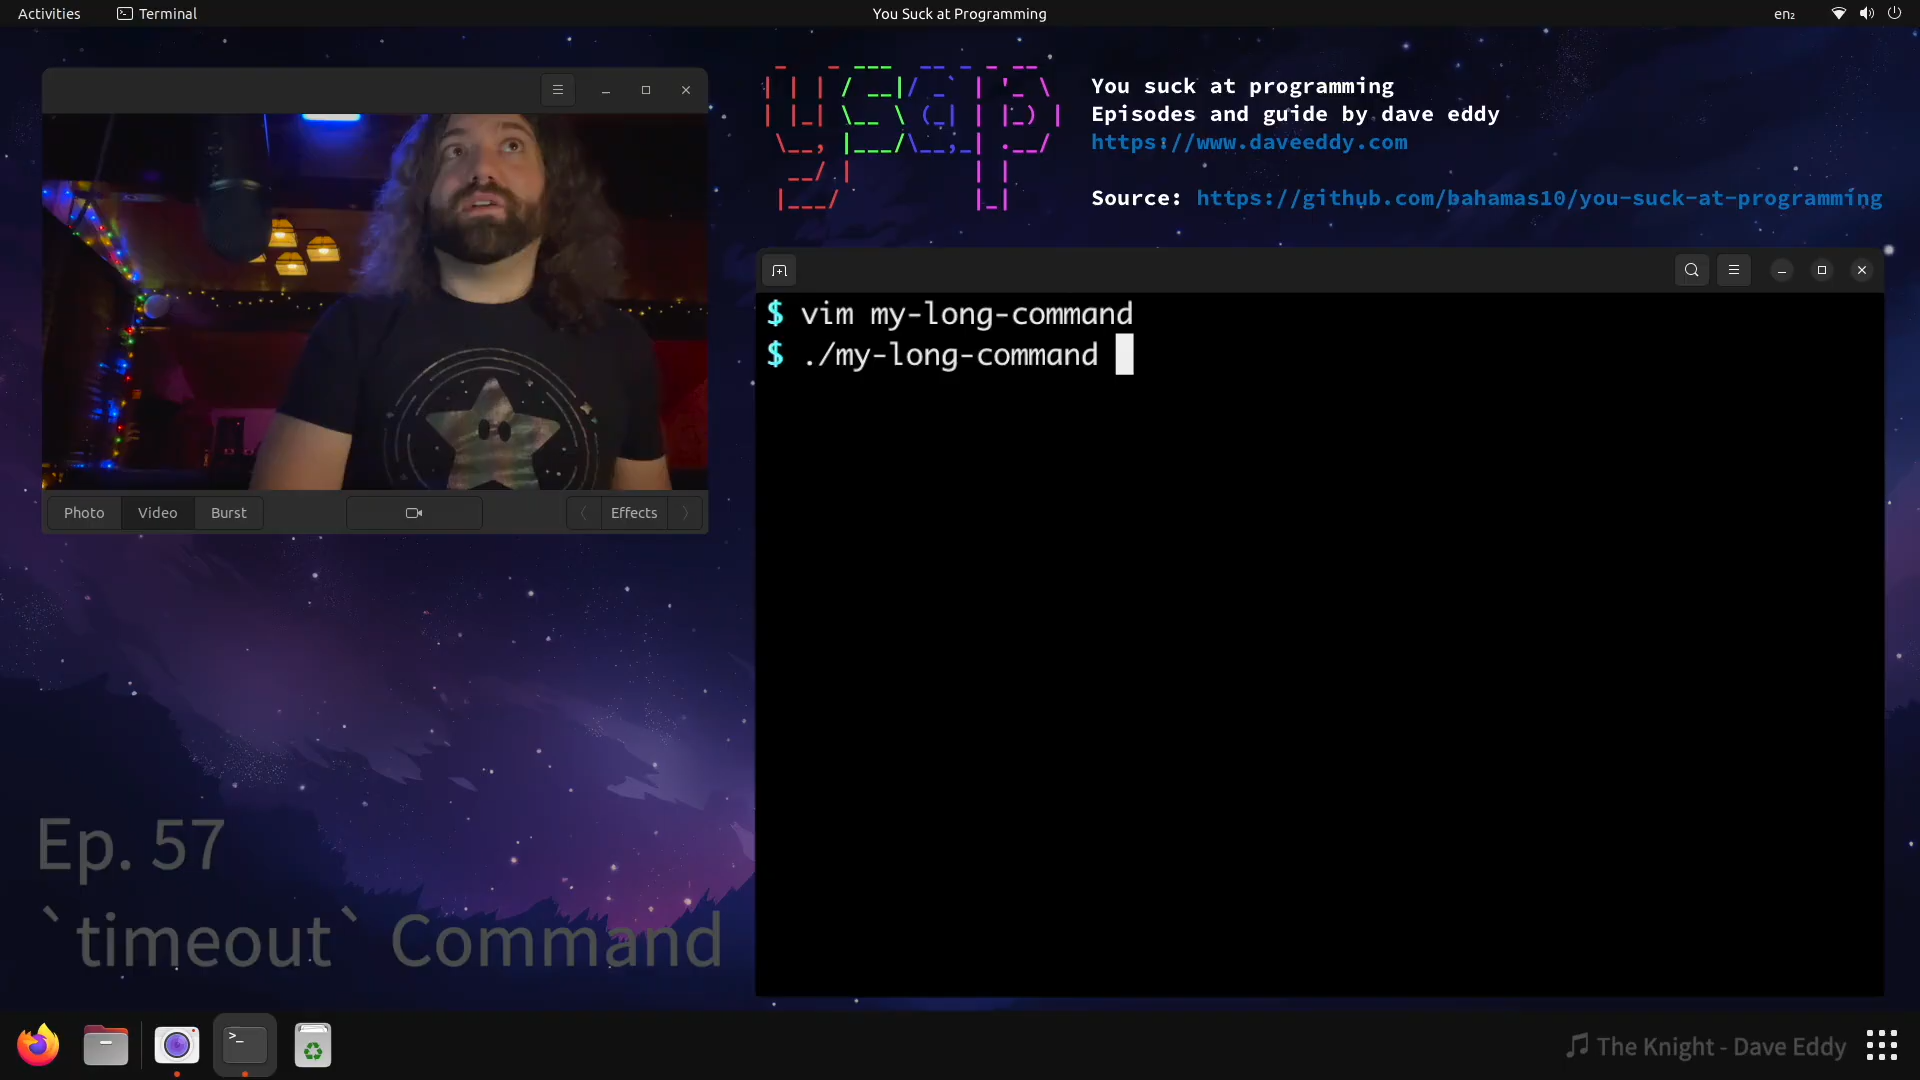 Activities
Terminal
You Suck at Programming
en₂
You suck at programming
Episodes and guide by dave eddy
https://www.daveeddy.com
Source: https://github.com/bahamas10/you-suck-at-programming
$ vim my-long-command
$ ./my-long-command
Photo
Video
Burst
Effects
Ep. 57
`timeout` Command
The Knight - Dave Eddy